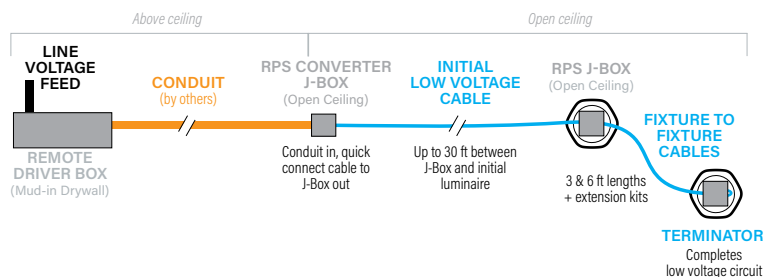 Above ceiling
Open ceiling
LINE
VOLTAGE
FEED
REMOTE
DRIVER BOX
(Mud-in Drywall)
CONDUIT
(by others)
RPS CONVERTER
J-BOX
(Open Ceiling)
Conduit in, quick
connect cable to
J-Box out
INITIAL
LOW VOLTAGE
CABLE
Up to 30 ft between
J-Box and initial
luminaire
RPS J-BOX
(Open Ceiling)
FIXTURE TO
FIXTURE
CABLES
3 & 6 ft lengths
+ extension kits
TERMINATOR
Completes
low voltage circuit